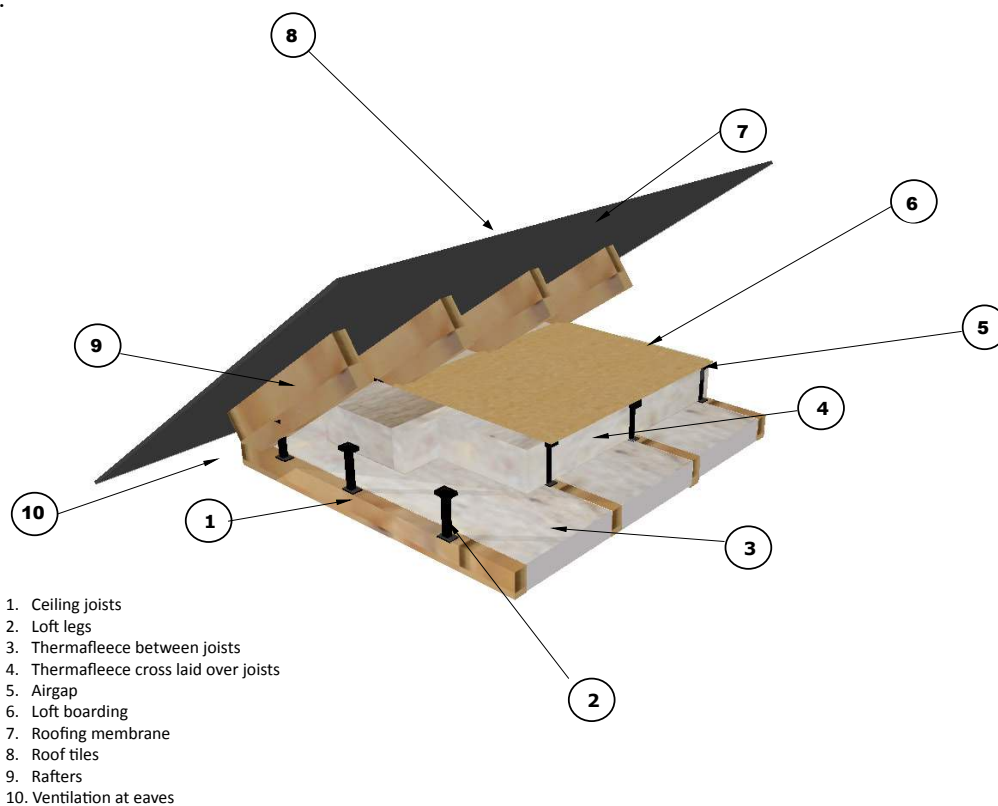 .
8
7
6
5
9
4
10
1
3
2
1. Ceiling joists
2. Loft legs
3. Thermafleece between joists
4. Thermafleece cross laid over joists
5. Airgap
6. Loft boarding
7. Roofing membrane
8. Roof tiles
9. Rafters
10. Ventilation at eaves